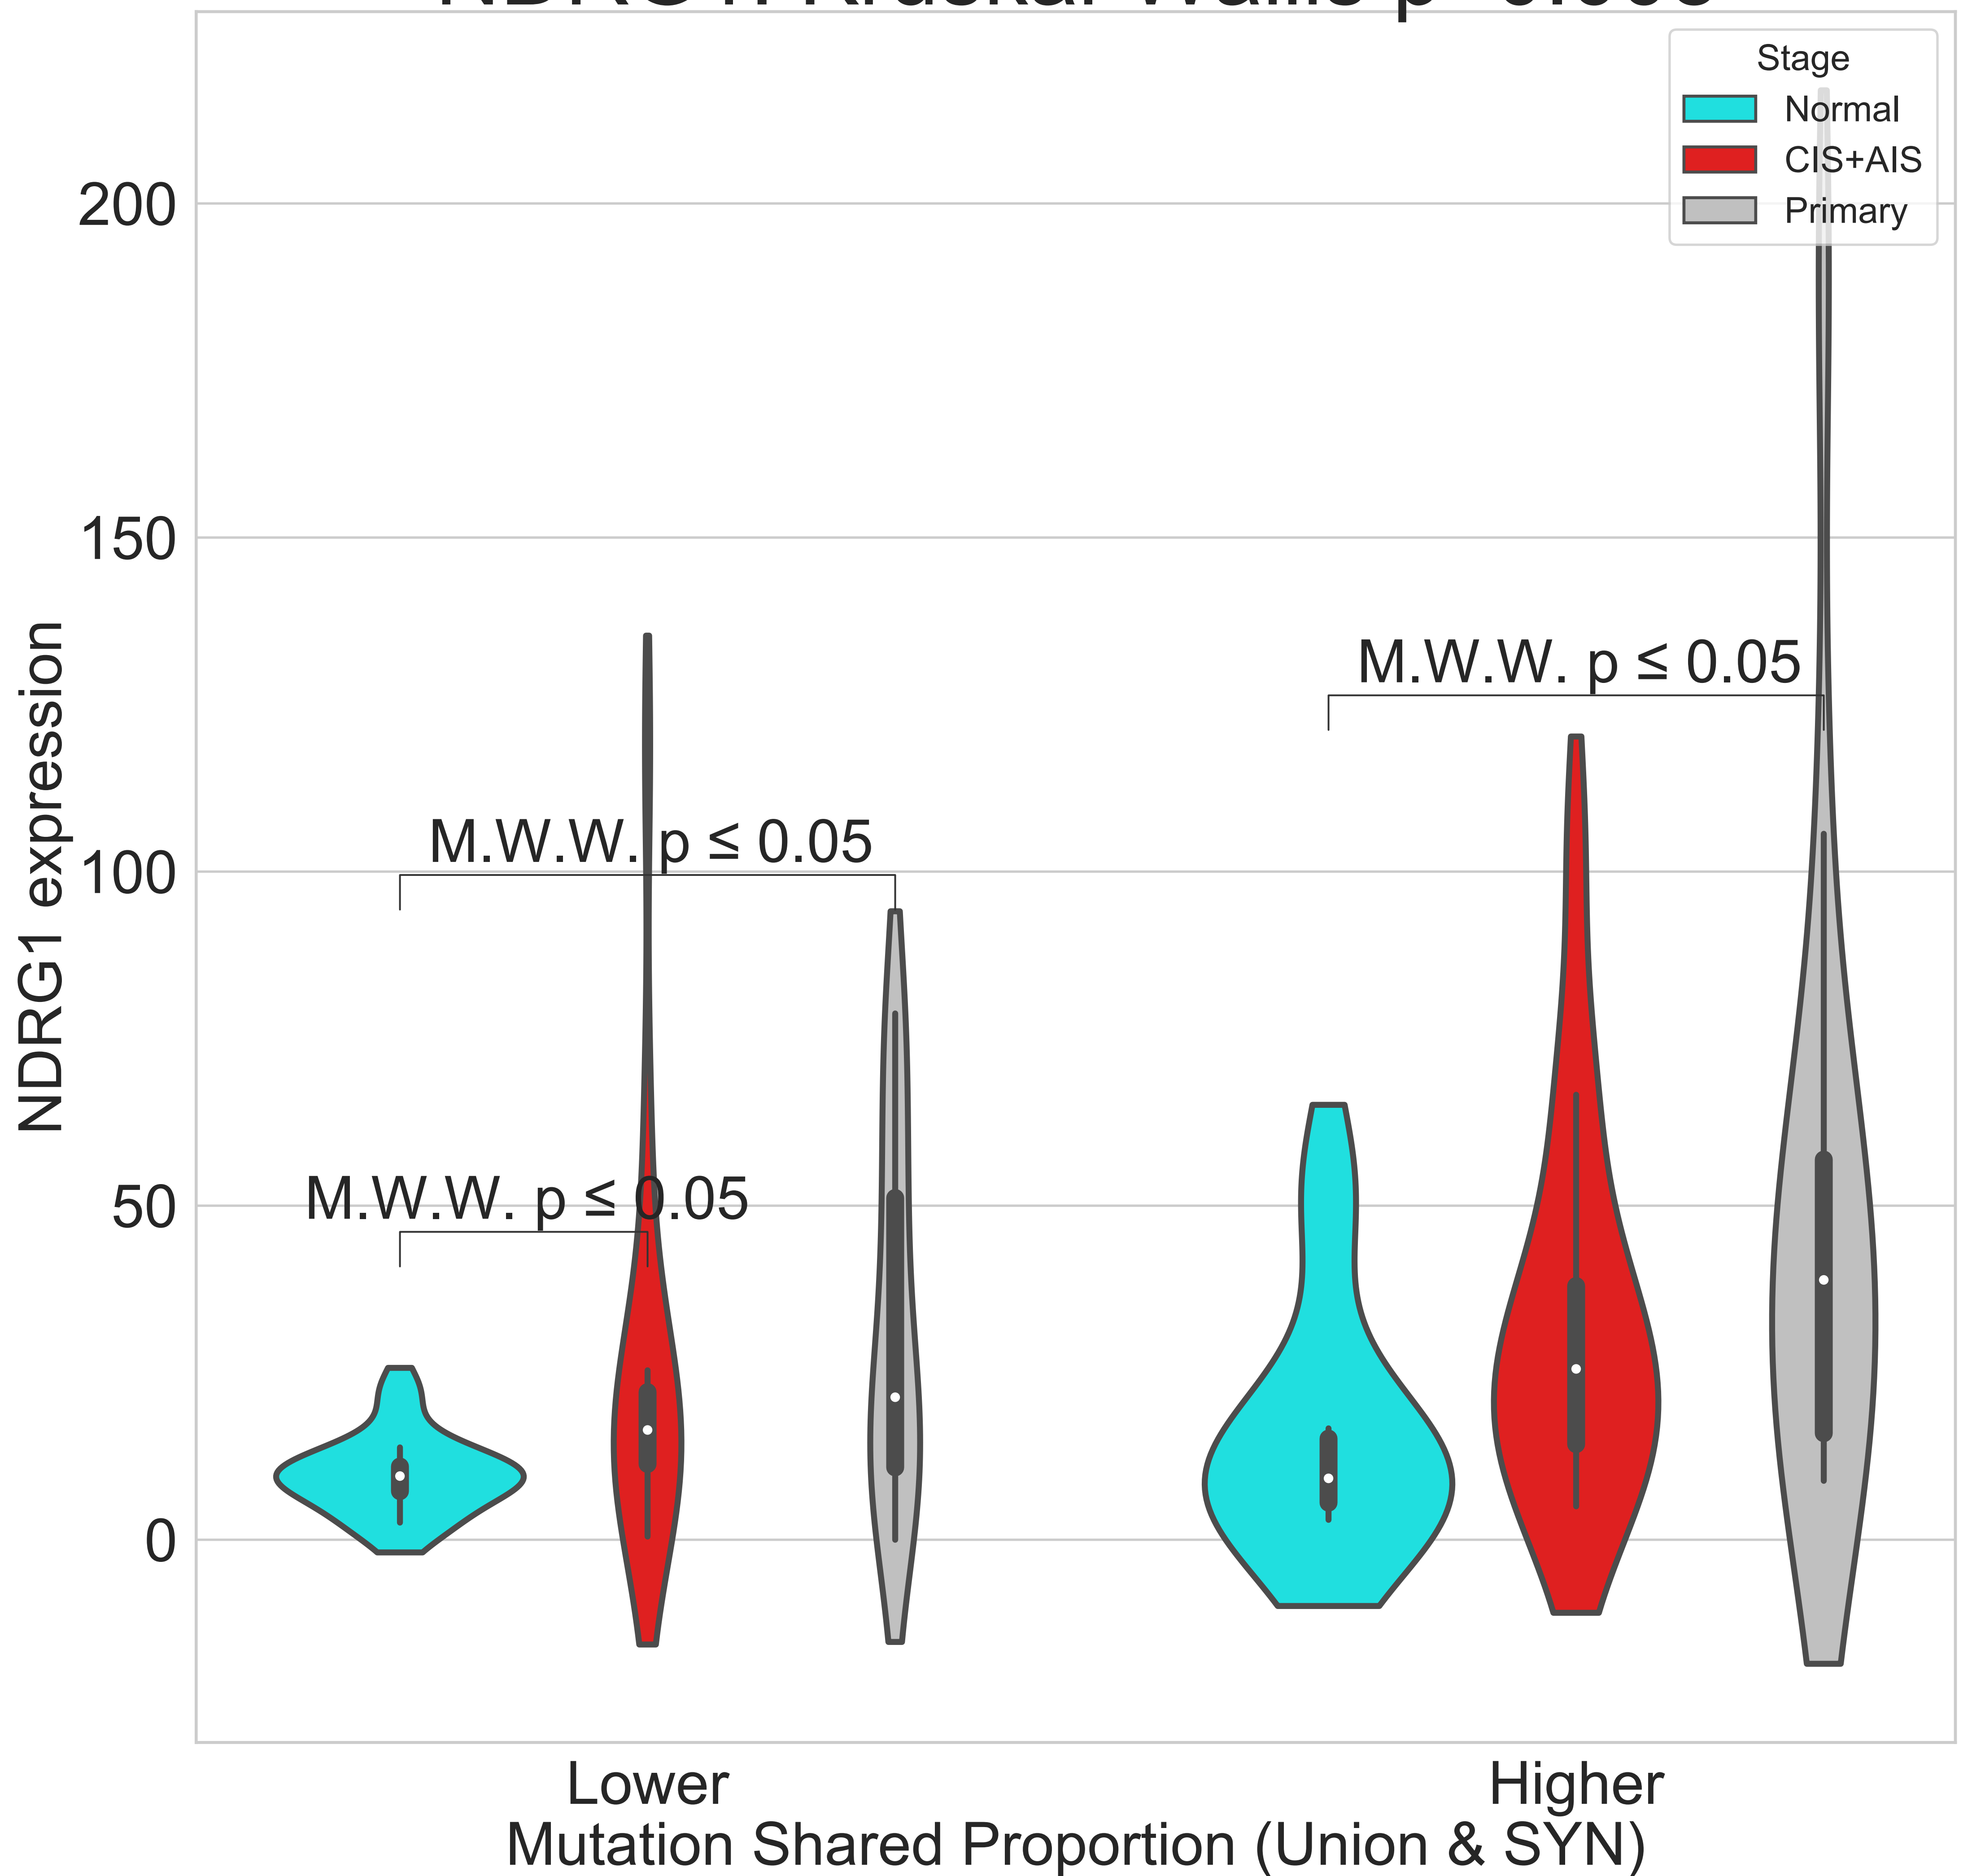 Stage
Normal
CIS+AIS
Primary
200
150
100
50
0
NDRG1 expression
M.W.W. p ≤ 0.05
M.W.W. p ≤ 0.05
M.W.W. p ≤ 0.05
Lower
Higher
Mutation Shared Proportion (Union & SYN)